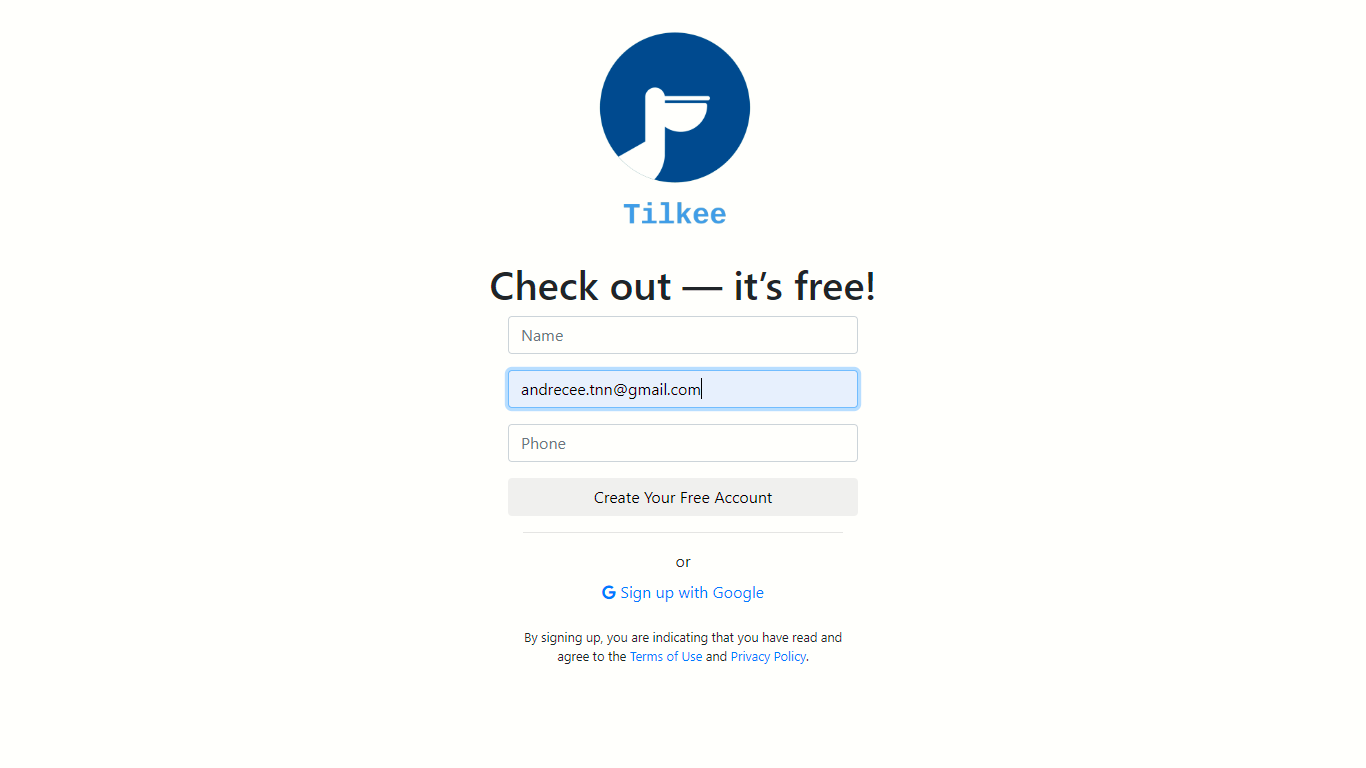 Tilkee
Check out — it’s free!
Name
andrecee.tnn@gmail.com
Phone
Create Your Free Account
or
Sign up with Google
By signing up, you are indicating that you have read and
agree to the Terms of Use and Privacy Policy.